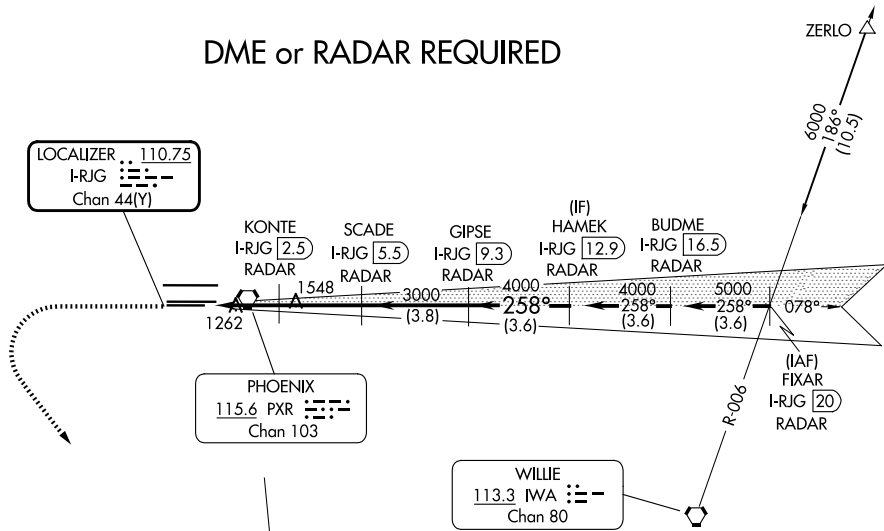 DME or RADAR REQUIRED
ZERLO
6000
186°
(10.5)
LOCALIZER 110.75
I-RJG
Chan 44(Y)
KONTE
I-RJG 2.5
RADAR
SCADE
I-RJG 5.5
RADAR
GIPSE
I-RJG 9.3
RADAR
(IF)
HAMEK
I-RJG 12.9
RADAR
BUDME
I-RJG 16.5
RADAR
1548
1262
3000
(3.8)
4000
258°
(3.6)
4000
258°
(3.6)
5000
258°
(3.6)
078°
(IAF)
FIXAR
I-RJG 20
RADAR
R-006
PHOENIX
115.6 PXR
Chan 103
WILLIE
113.3 IWA
Chan 80